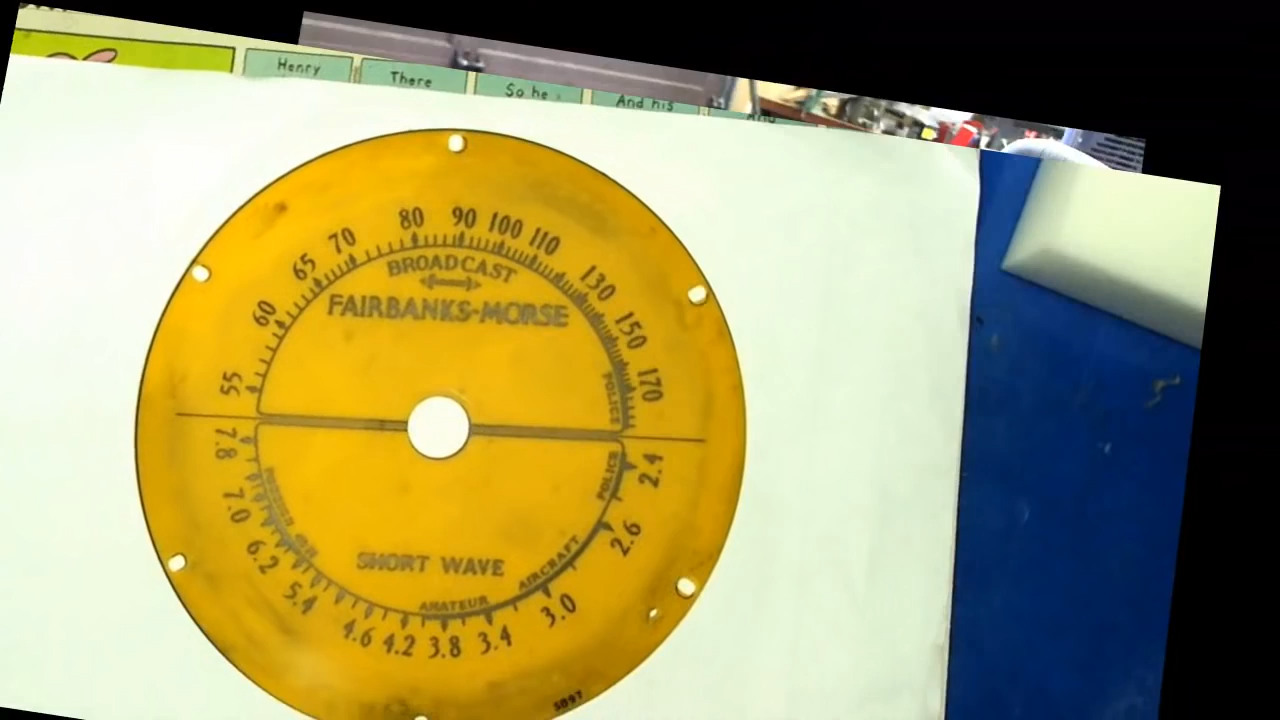 Henry There So he And his And
80 90 100 110
70
65
130
60
BROADCAST
FAIRBANKS-MORSE
150
55
170
POLICE
7.8
2.4
POLICE
7.0
2.6
6.2
SHORT WAVE
AIRCRAFT
5.4
AMATEUR
3.0
4.6 4.2 3.8 3.4
5897